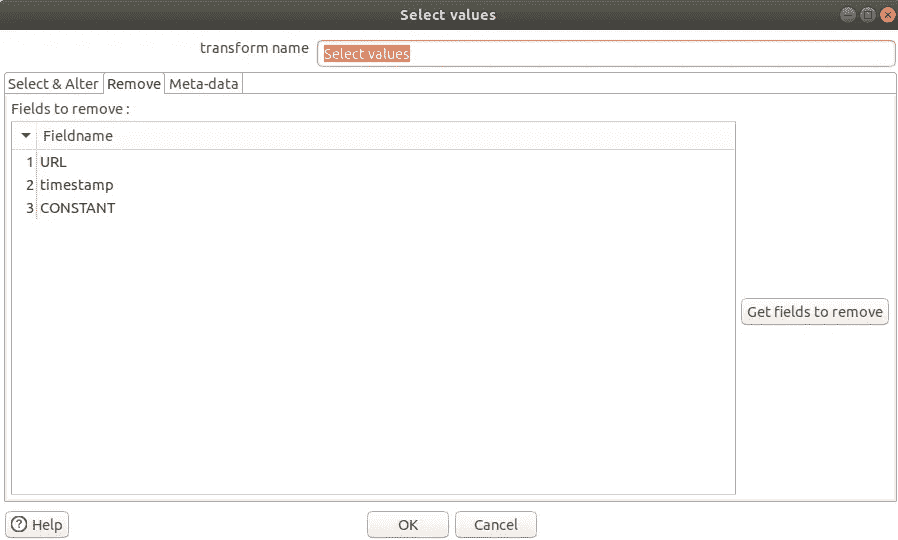 Select values
transform name Select values
Select & Alter Remove Meta-data
Fields to remove :
Fieldname
1 URL
2 timestamp
3 CONSTANT
Get fields to remove
Help OK Cancel